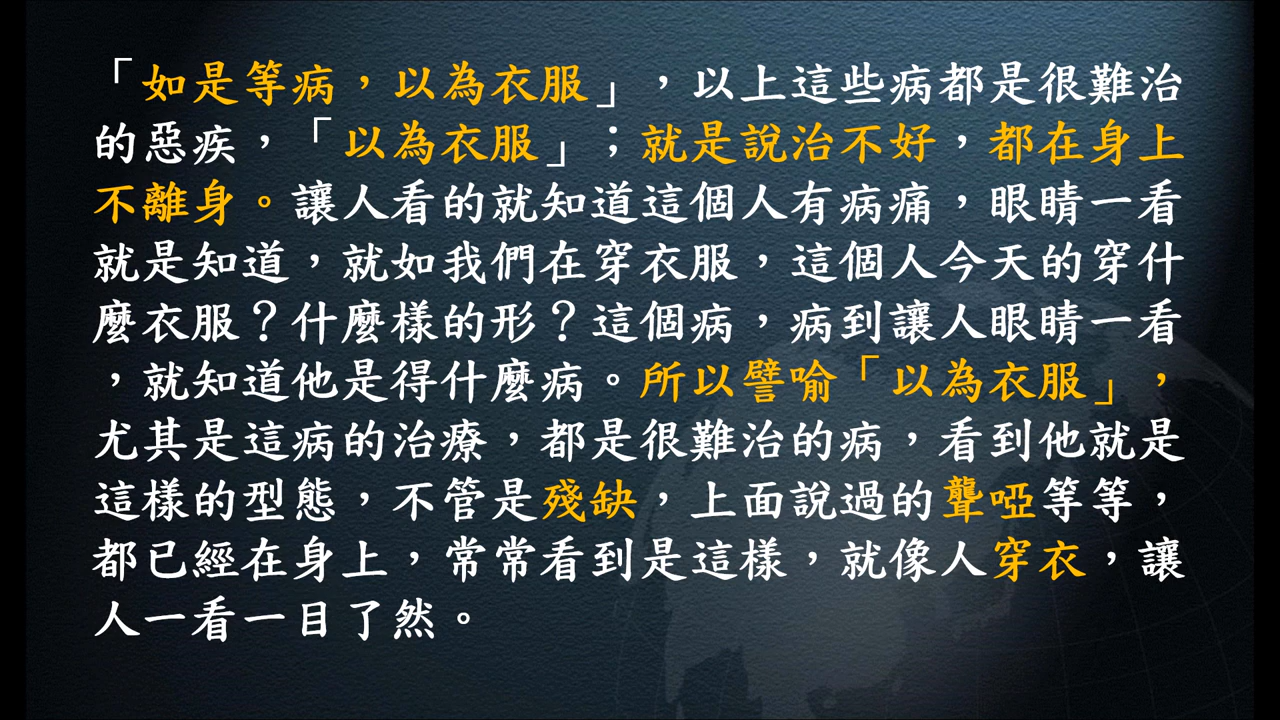 「如是等病，以為衣服」，以上這些病都是很難治
的惡疾，「以為衣服」；就是說治不好，都在身上
不離身。讓人看的就知道這個人有病痛，眼睛一看
就是知道，就如我們在穿衣服，這個人今天的穿什
麼衣服？什麼樣的形？這個病，病到讓人眼睛一看
，就知道他是得什麼病。所以譬喻「以為衣服」，
尤其是這病的治療，都是很難治的病，看到他就是
這樣的型態，不管是殘缺，上面說過的聾啞等等，
都已經在身上，常常看到是這樣，就像人穿衣，讓
人一看一目了然。